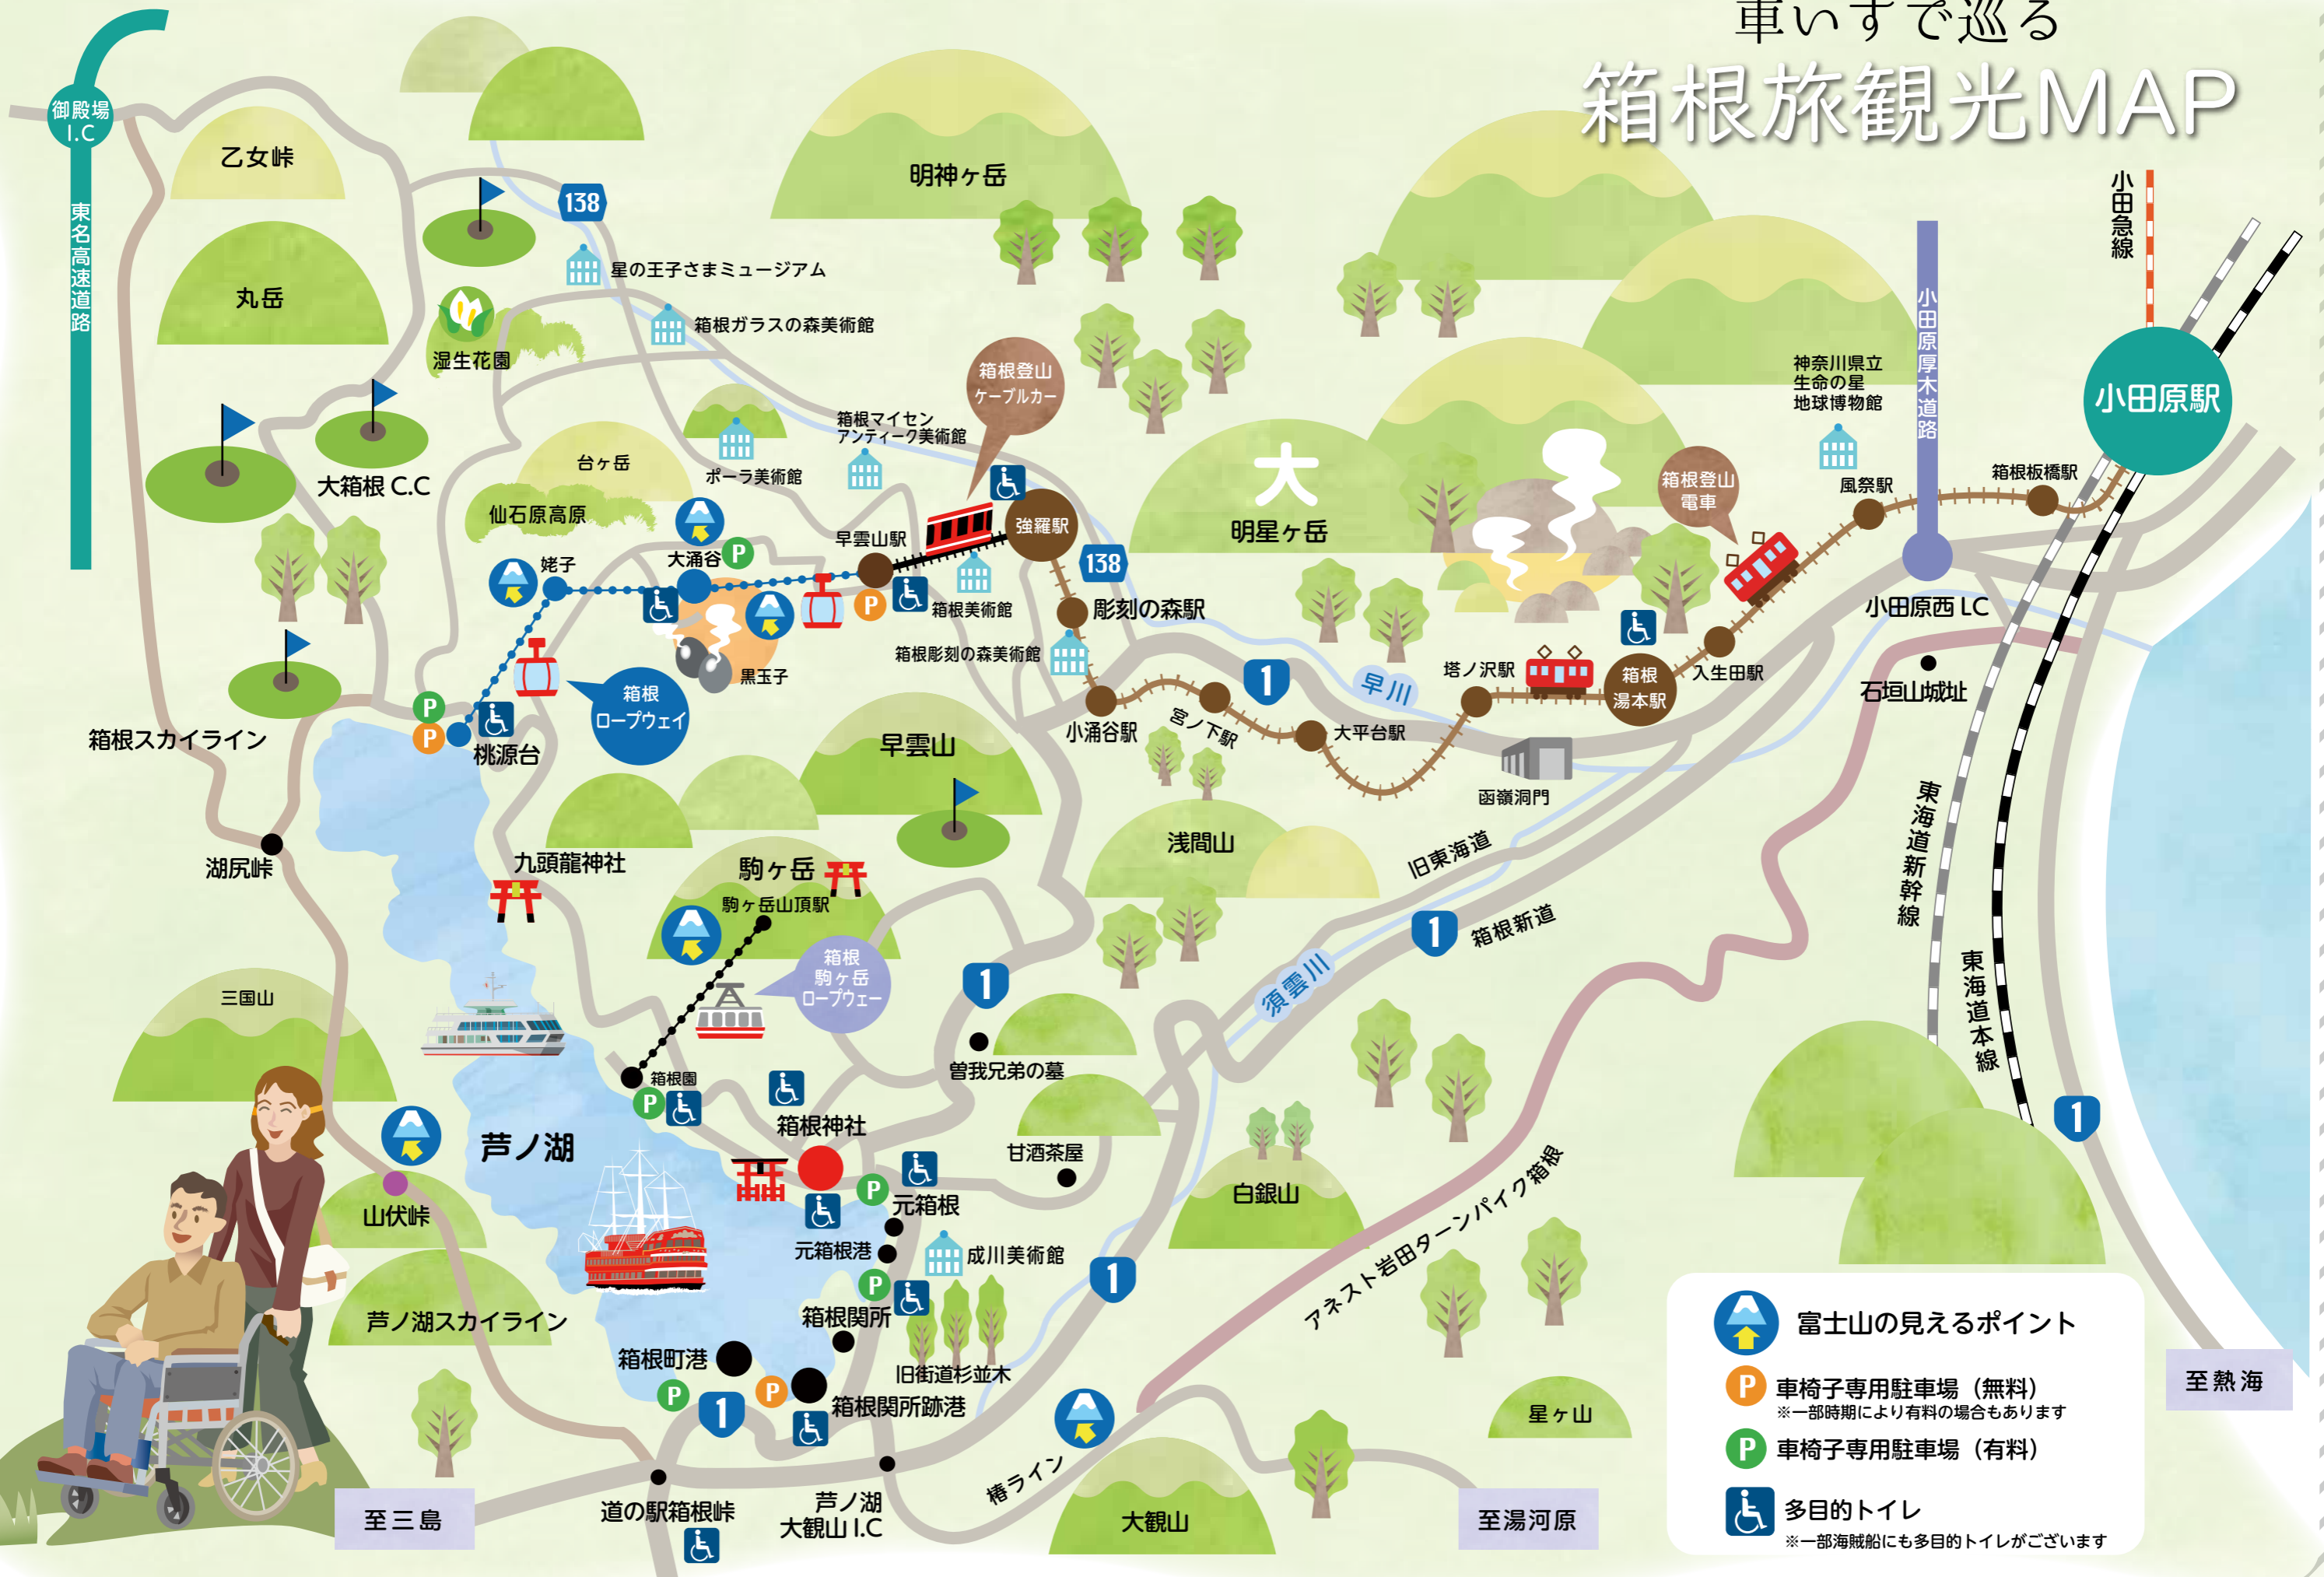 車いすで巡る
箱根旅観光MAP
御殿場
I.C
東名高速道路
乙女峠
丸岳
138
明神ヶ岳
星の王子さまミュージアム
箱根ガラスの森美術館
湿生花園
大箱根 C.C
台ヶ岳
仙石原高原
ポーラ美術館
箱根マイセン
アンティーク美術館
箱根登山
ケーブルカー
大
明星ヶ岳
箱根登山
電車
神奈川県立
生命の星
地球博物館
小田原厚木道路
小田急線
小田原駅
箱根板橋駅
風祭駅
小田原西 I.C
石垣山城址
入生田駅
箱根
湯本駅
塔ノ沢駅
函嶺洞門
大平台駅
宮ノ下駅
小涌谷駅
早川
1
138
彫刻の森駅
箱根彫刻の森美術館
強羅駅
箱根美術館
早雲山駅
P
大涌谷
P
黒玉子
姥子
箱根
ロープウェイ
桃源台
P
P
箱根スカイライン
湖尻峠
早雲山
浅間山
旧東海道
1
箱根新道
須雲川
東海道新幹線
東海道本線
1
九頭龍神社
駒ヶ岳
駒ヶ岳山頂駅
箱根
駒ヶ岳
ロープウェー
1
曽我兄弟の墓
三国山
箱根園
P
芦ノ湖
箱根神社
甘酒茶屋
P
元箱根
元箱根港
成川美術館
P
箱根関所
旧街道杉並木
白銀山
アネスト岩田ターンパイク箱根
1
山伏峠
芦ノ湖スカイライン
箱根町港
P
1
P
箱根関所跡港
至三島
道の駅箱根峠
芦ノ湖
大観山 I.C
椿ライン
大観山
星ヶ山
至湯河原
至熱海
富士山の見えるポイント
P 車椅子専用駐車場（無料）
※一部時期により有料の場合もあります
P 車椅子専用駐車場（有料）
多目的トイレ
※一部海賊船にも多目的トイレがございます